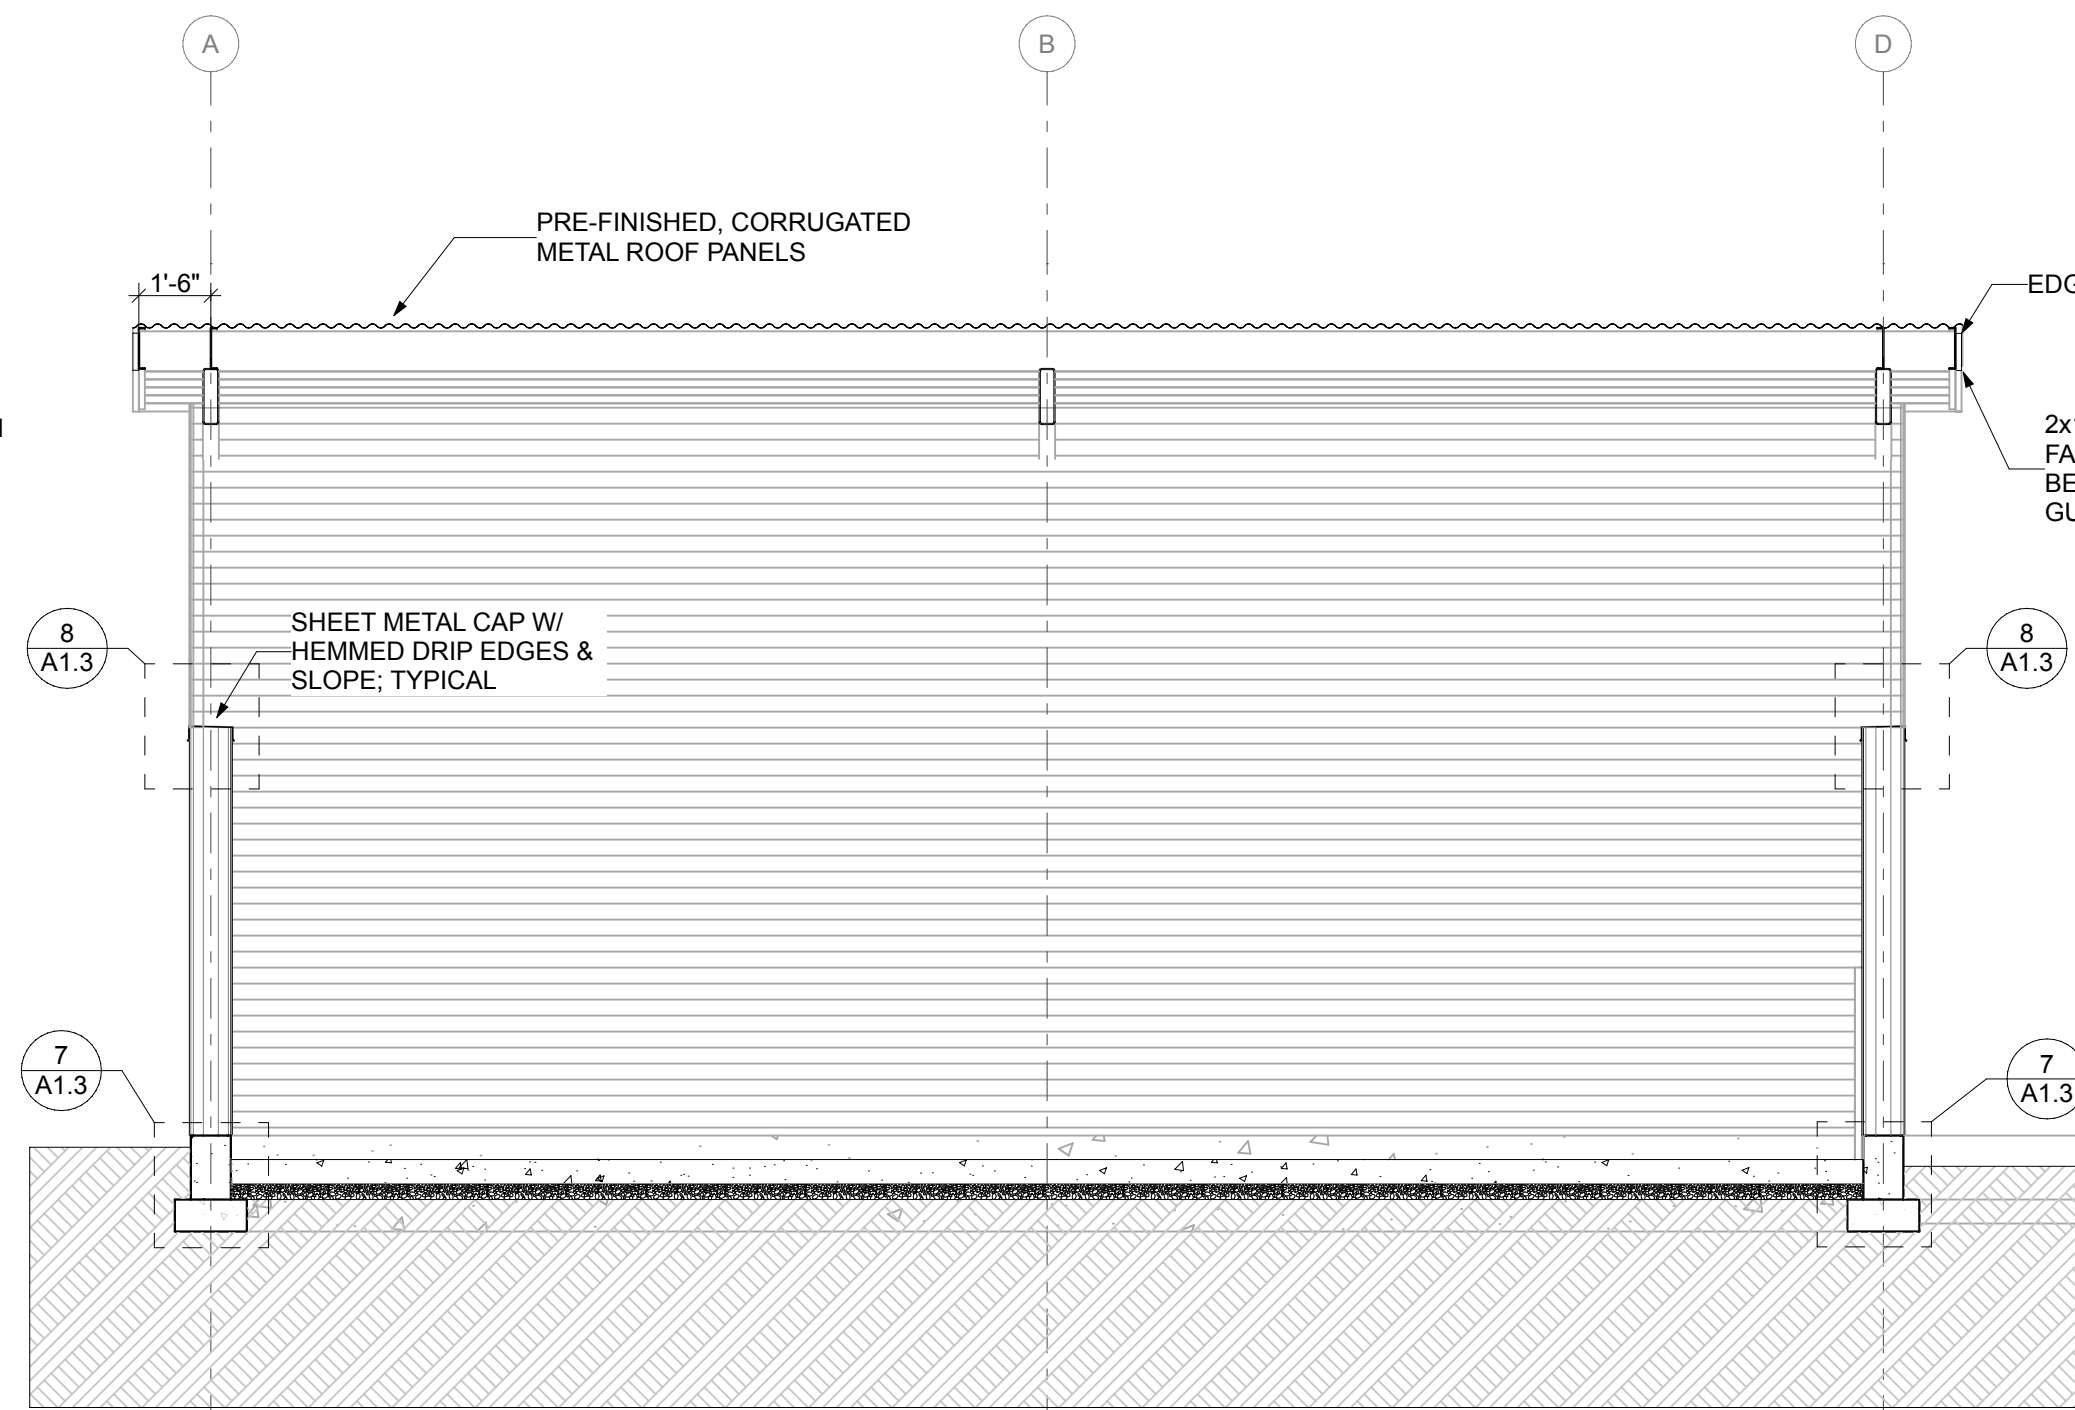 A
B
D
PRE-FINISHED, CORRUGATED
METAL ROOF PANELS
1'-6"
8
A1.3
SHEET METAL CAP W/
HEMMED DRIP EDGES &
SLOPE; TYPICAL
8
A1.3
7
A1.3
7
A1.3